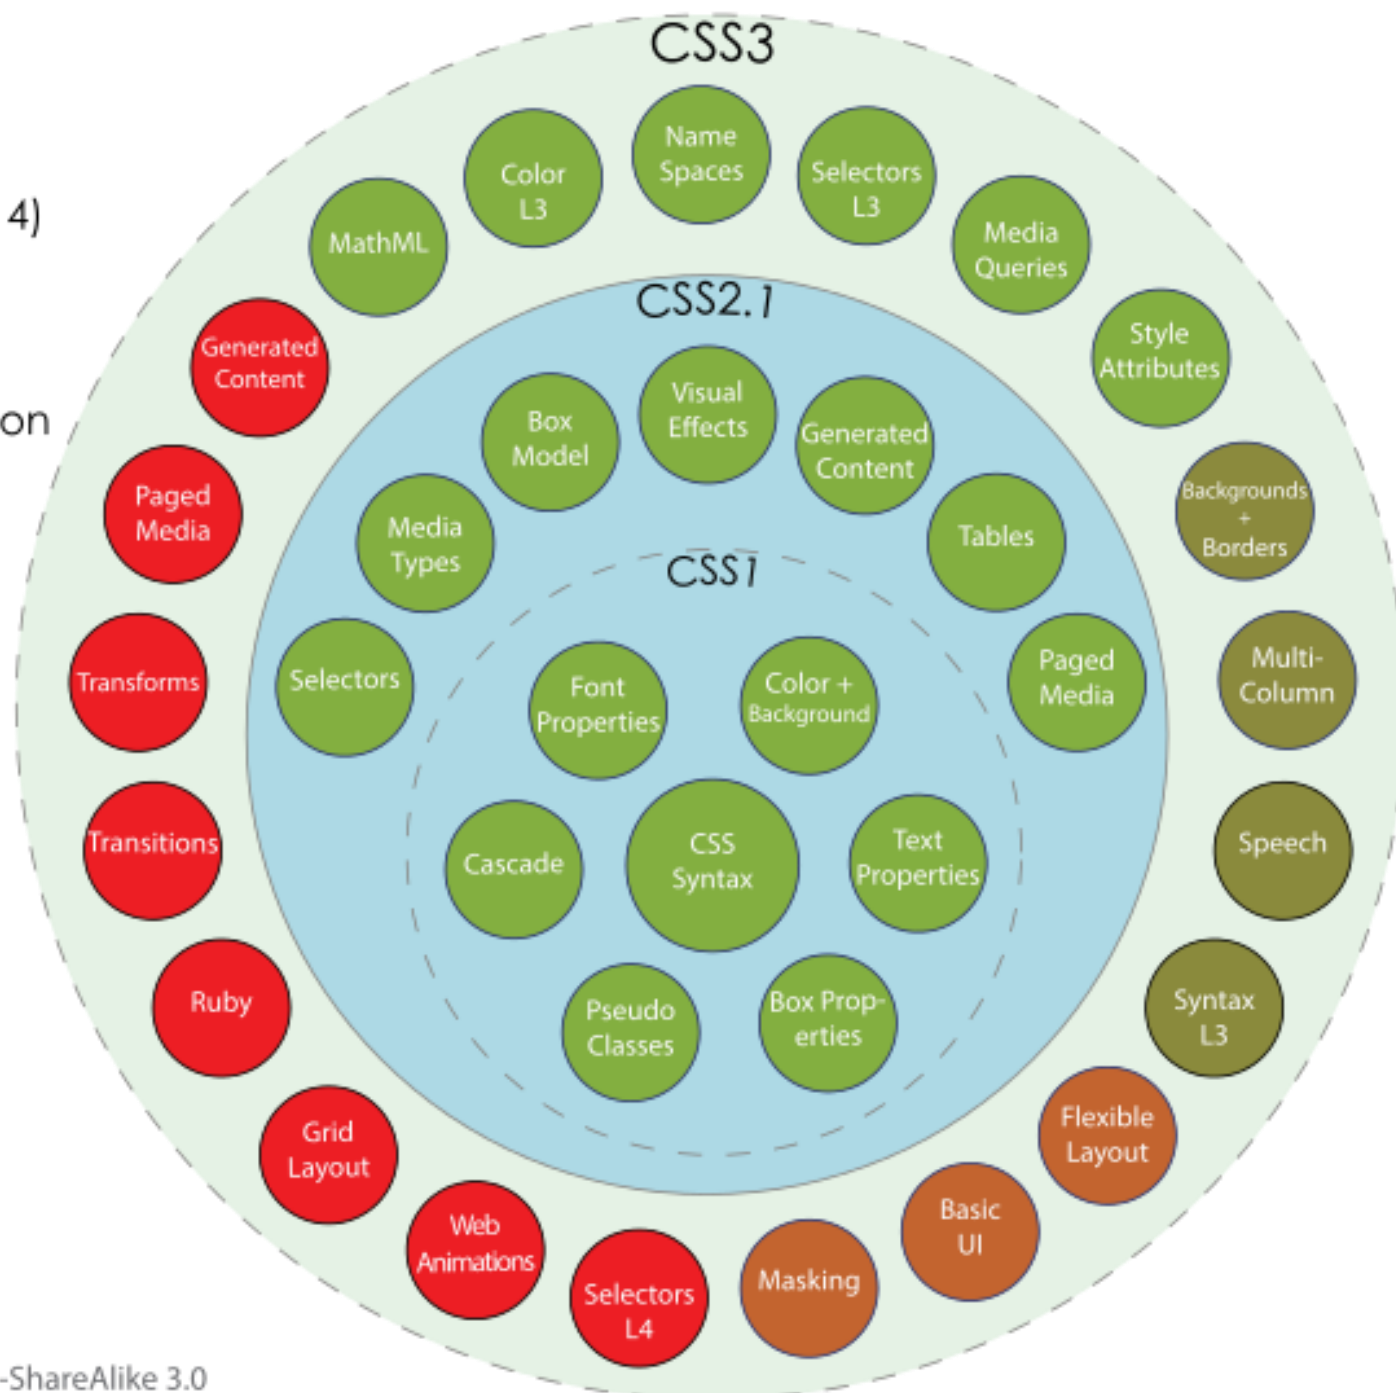 CSS3
Name
Spaces
Color
L3
Selectors
L3
4)
MathML
Media
Queries
CSS2.1
Generated
Content
Style
Attributes
Visual
Effects
Box
Model
Generated
Content
on
Paged
Media
Media
Types
Tables
Backgrounds
+
Borders
CSS1
Transforms
Selectors
Font
Properties
Color +
Background
Paged
Media
Multi-
Column
Transitions
Cascade
CSS
Syntax
Text
Properties
Speech
Ruby
Pseudo
Classes
Box Prop-
erties
Syntax
L3
Grid
Layout
Flexible
Layout
Web
Animations
Basic
UI
Selectors
L4
Masking
-ShareAlike 3.0